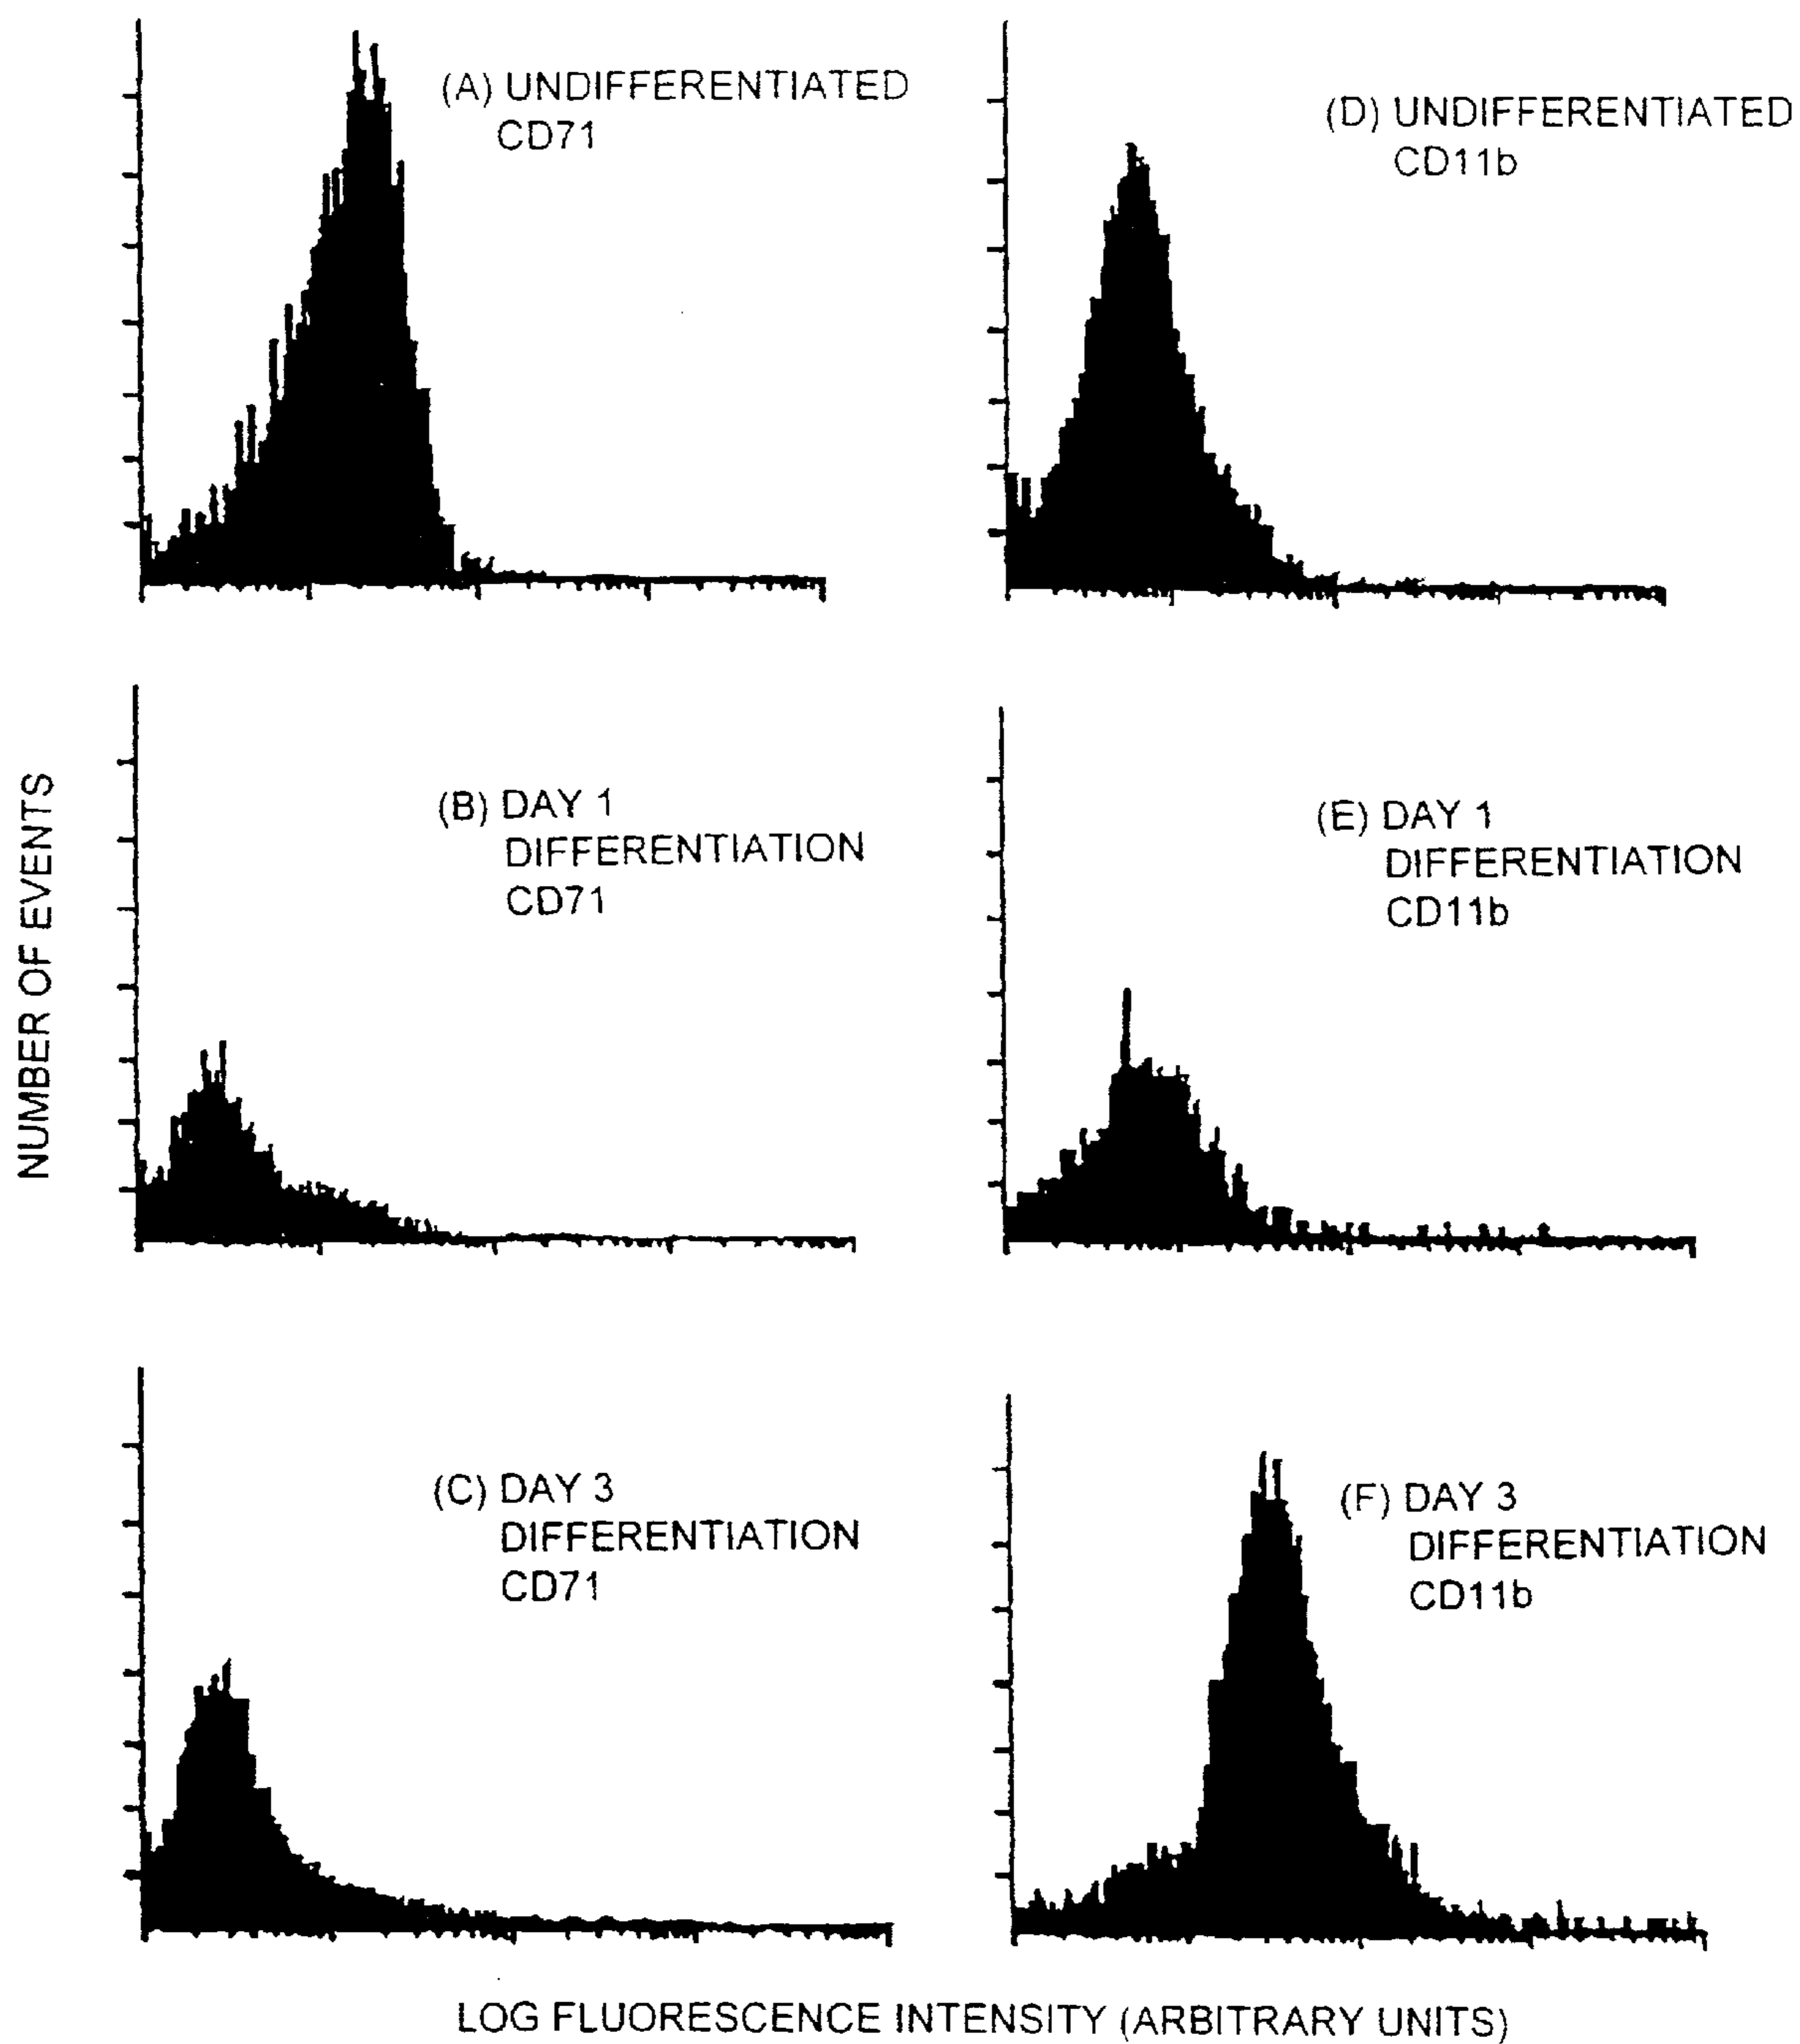 (A) UNDIFFERENTIATED
CD71
(D) UNDIFFERENTIATED
CD11b
NUMBER OF EVENTS
(B) DAY 1
DIFFERENTIATION
CD71
(E) DAY 1
DIFFERENTIATION
CD11b
(C) DAY 3
DIFFERENTIATION
CD71
(F) DAY 3
DIFFERENTIATION
CD11b
LOG FLUORESCENCE INTENSITY (ARBITRARY UNITS)